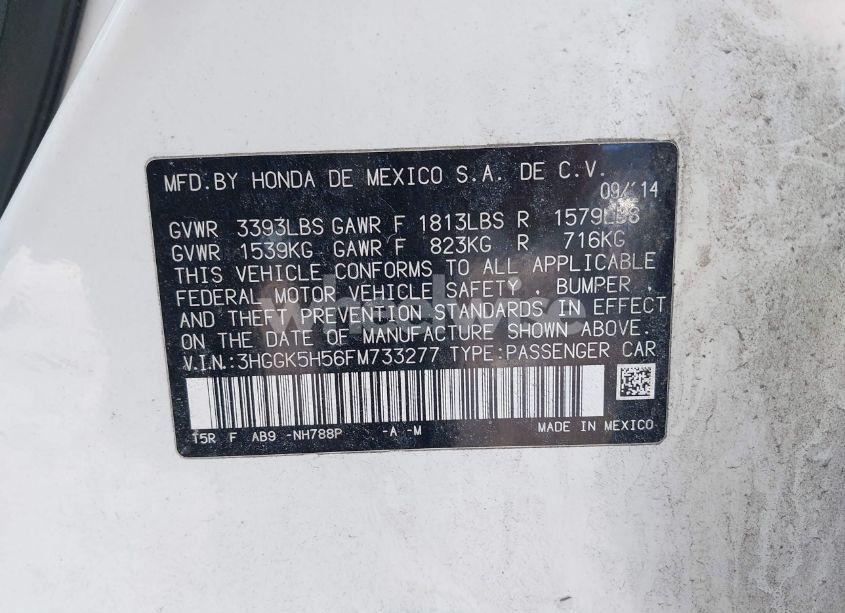 MFD.BY HONDA DE MEXICO S.A. DE C.V.
09/14
GVWR 3393LBS GAWR F 1813LBS R 1579LBS
GVWR 1539KG GAWR F 823KG R 716KG
THIS VEHICLE CONFORMS TO ALL APPLICABLE
FEDERAL MOTOR VEHICLE SAFETY , BUMPER ,
AND THEFT PREVENTION STANDARDS IN EFFECT
ON THE DATE OF MANUFACTURE SHOWN ABOVE.
V.I.N.:3HGGK5H56FM733277 TYPE:PASSENGER CAR
T5R F AB9 -NH788P -A -M MADE IN MEXICO